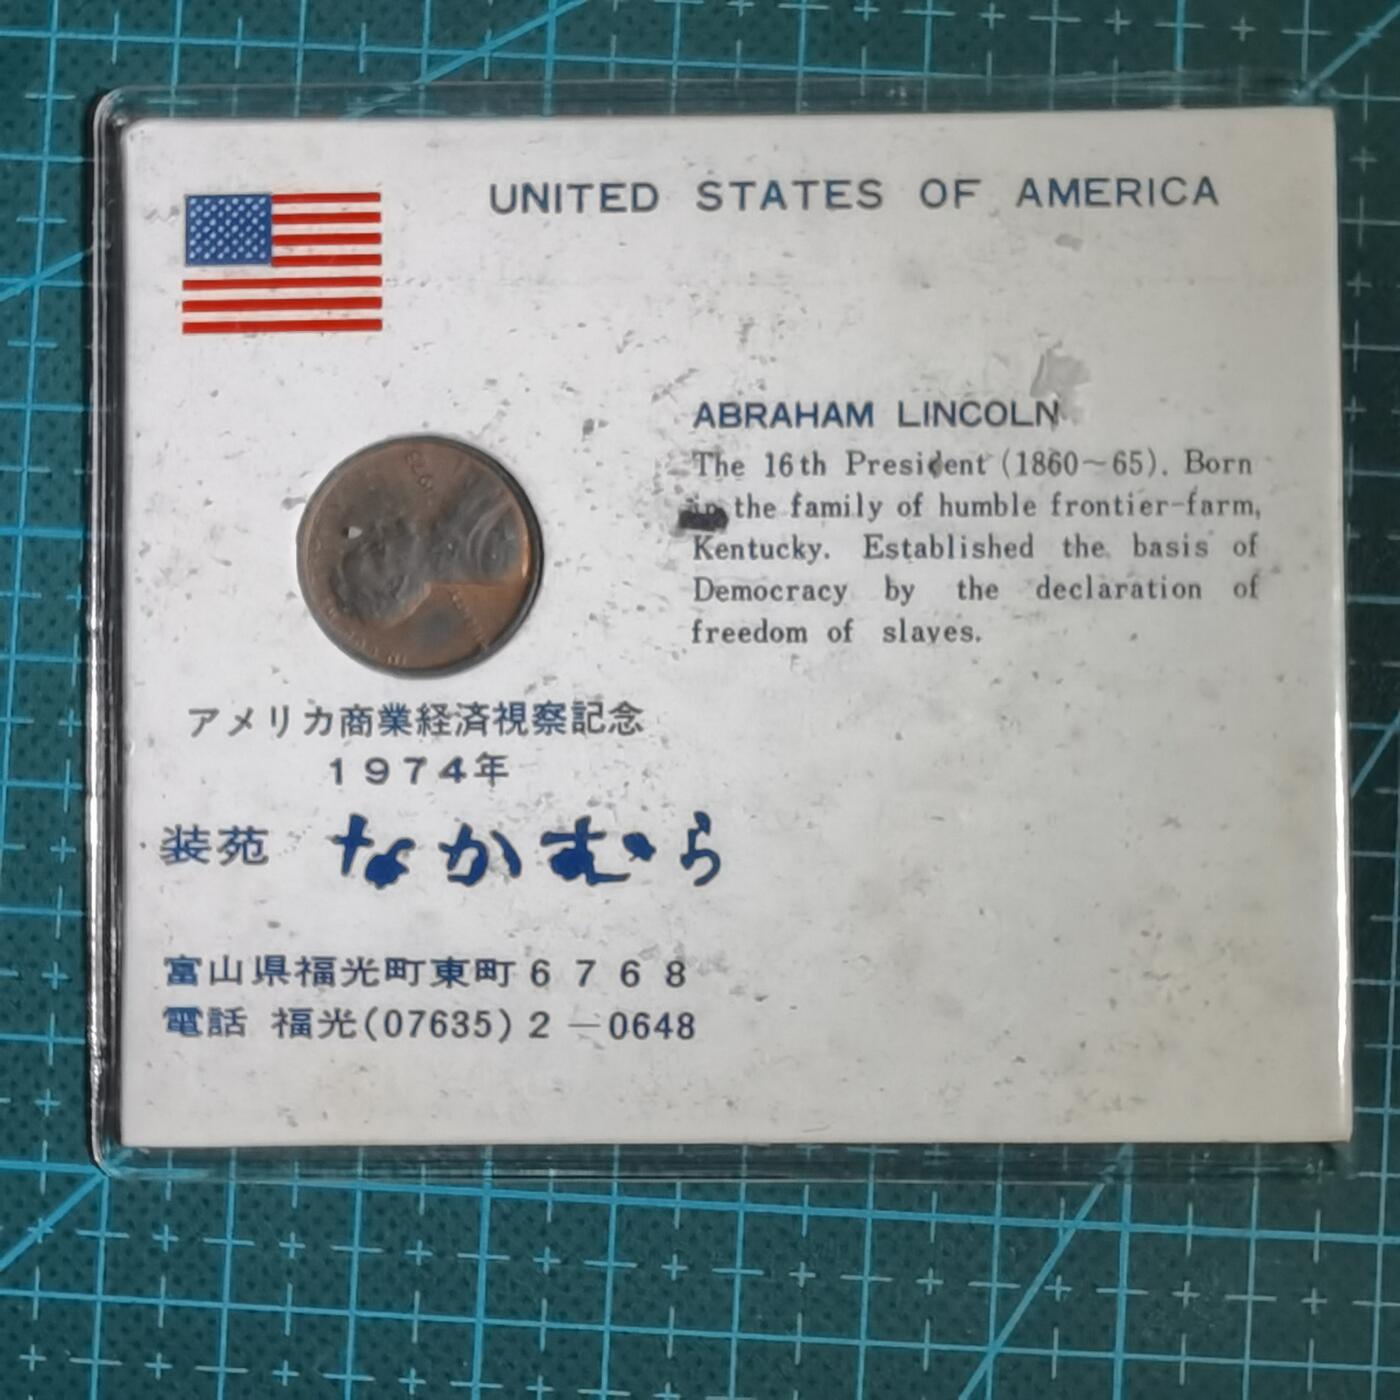 UNITED STATES OF AMERICA
ABRAHAM LINCOLN
The 16th President (1860~65). Born
in the family of humble frontier-farm,
Kentucky. Established the basis of
Democracy by the declaration of
freedom of slaves.
1973
アメリカ商業経済視察記念
1974年
装苑 なかむら
富山県福光町東町6768
電話 福光(07635)2－0648